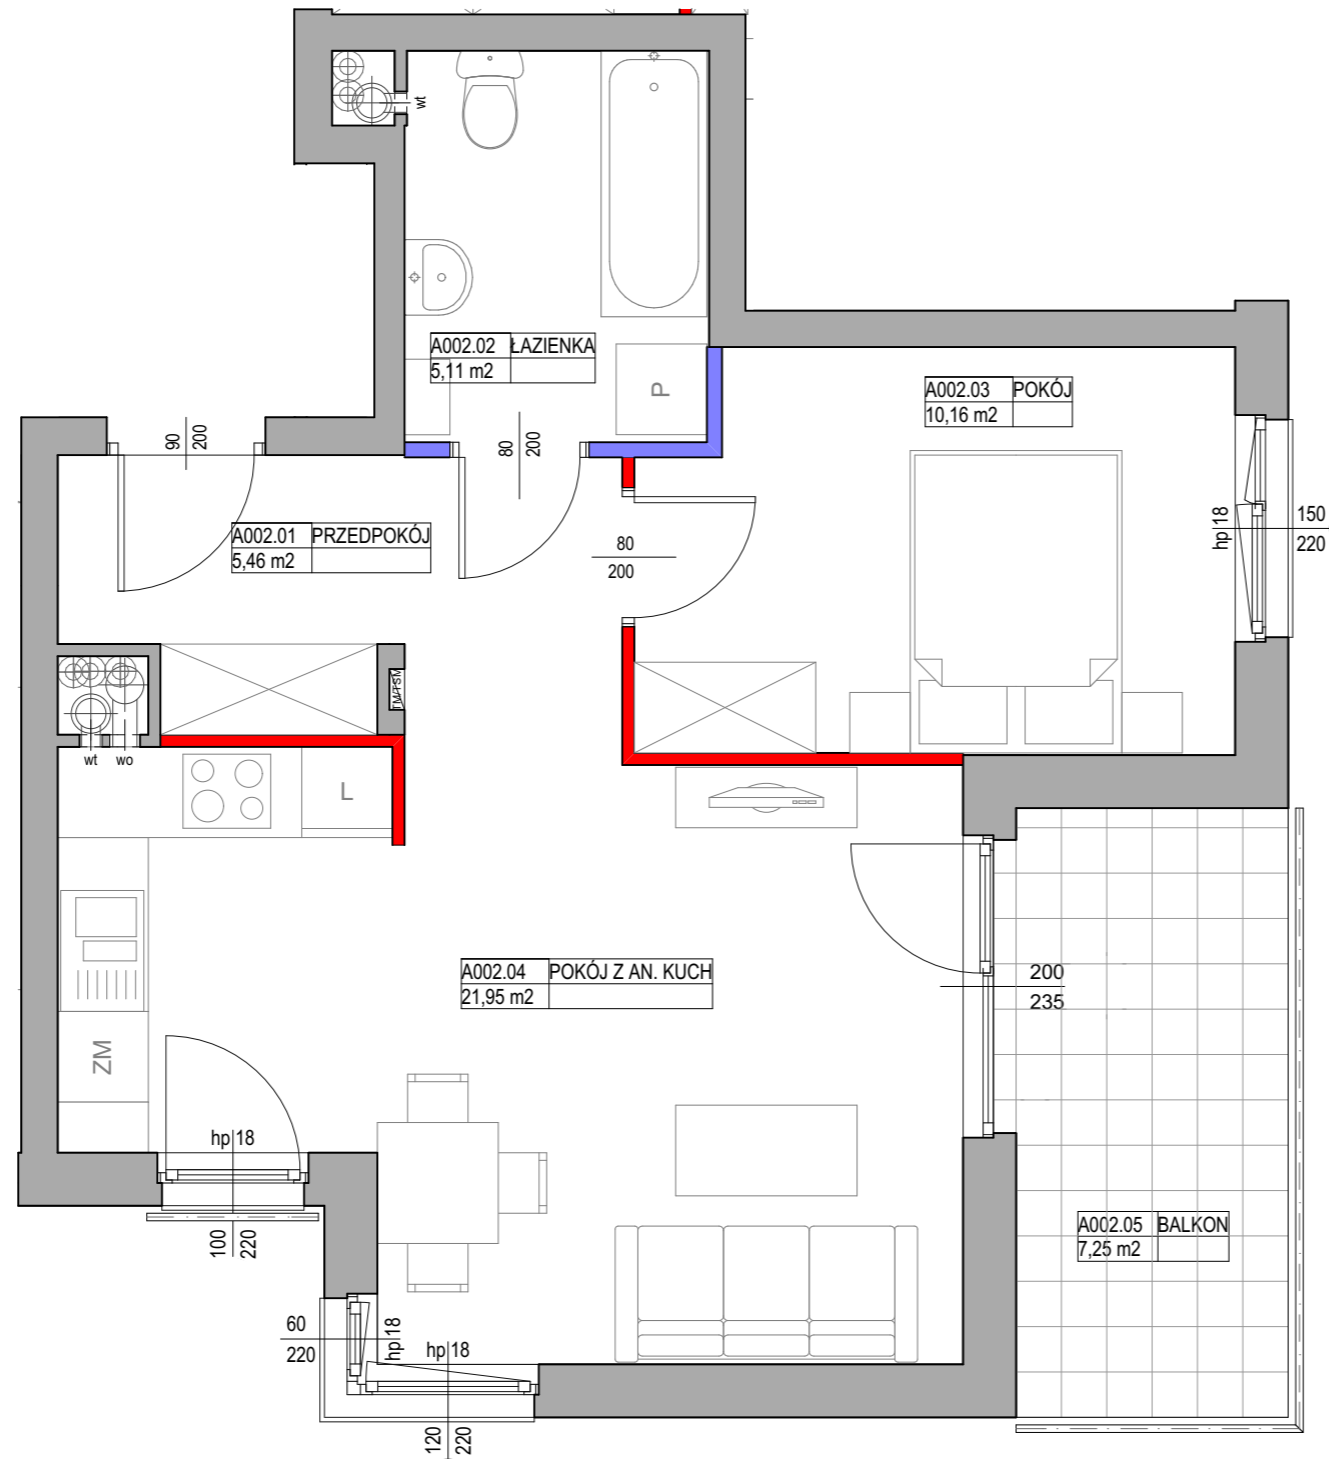 wt
A002.02 ŁAZIENKA
5,11 m2
P
A002.03 POKÓJ
10,16 m2
90
200
80
200
A002.01 PRZEDPOKÓJ
5,46 m2
80
200
hp 18
150
220
TM/TSM
wt wo
L
A002.04 POKÓJ Z AN. KUCH
21,95 m2
200
235
ZM
hp 18
100
220
A002.05 BALKON
7,25 m2
60
220
hp 18
hp 18
120
220